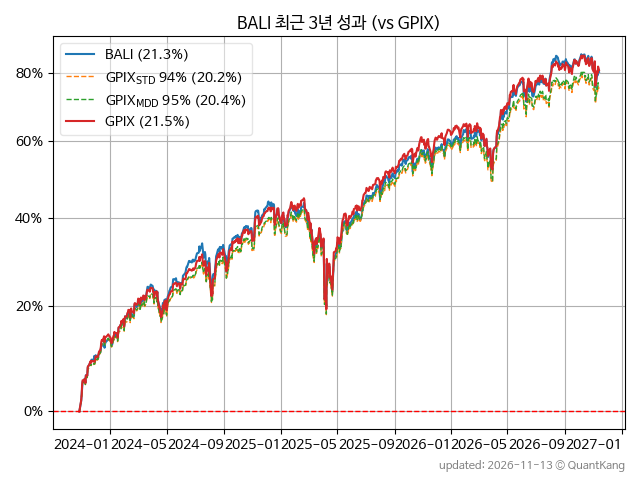 BALI 최근 3년 성과 (vs GPIX)
BALI (21.3%)
GPIX_STD 94% (20.2%)
GPIX_MDD 95% (20.4%)
GPIX (21.5%)
80%
60%
40%
20%
0%
2024-01 2024-05 2024-09 2025-01 2025-05 2025-09 2026-01 2026-05 2026-09 2027-01
updated: 2026-11-13 © QuantKang